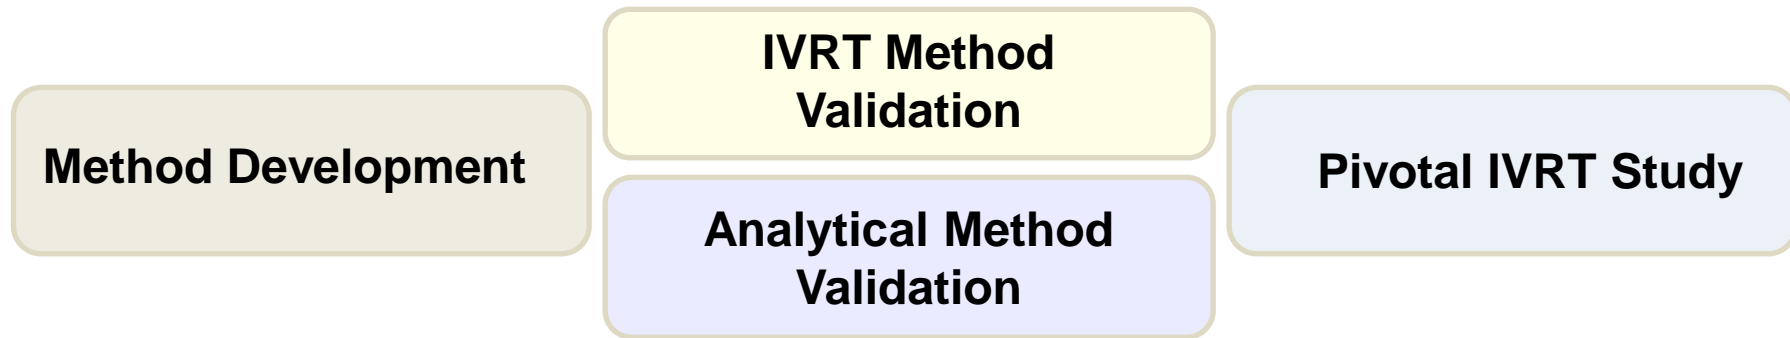 Method Development
IVRT Method
Validation
Analytical Method
Validation
Pivotal IVRT Study